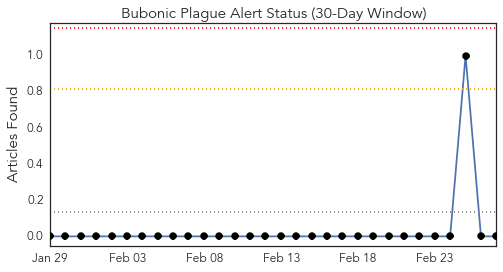 Bubonic Plague Alert Status (30-Day Window)
Articles Found
1.0
0.8
0.6
0.4
0.2
0.0
Jan 29 Feb 03 Feb 08 Feb 13 Feb 18 Feb 23